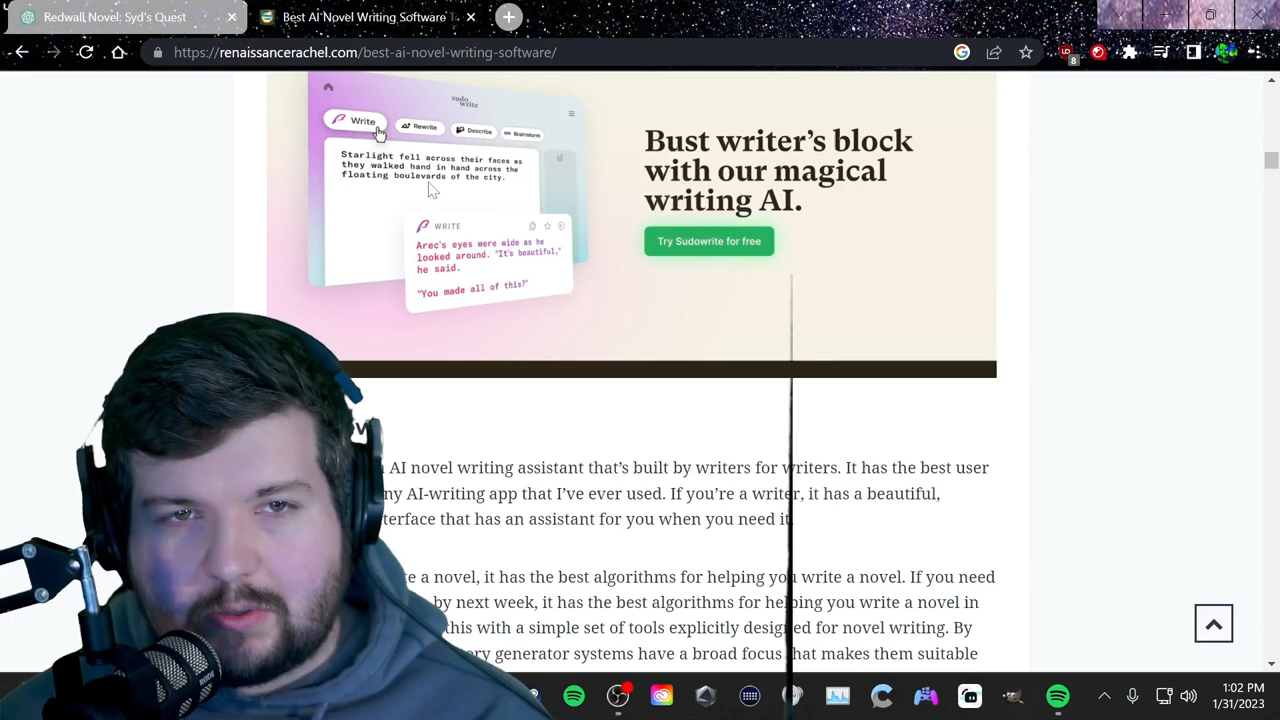 Redwall Novel: Syd's Quest
Best AI Novel Writing Software
https://renaissancerachel.com/best-ai-novel-writing-software/
8
sudo
write
Write
Rewrite
Describe
Brainstorm
Starlight fell across their faces as
they walked hand in hand across the
floating boulevards of the city.
WRITE
Arec's eyes were wide as he
looked around. "It's beautiful,"
he said.
"You made all of this?"
Bust writer's block
with our magical
writing AI.
Try Sudowrite for free
AI novel writing assistant that's built by writers for writers. It has the best user
AI-writing app that I've ever used. If you're a writer, it has a beautiful,
that has an assistant for you when you need it.
a novel, it has the best algorithms for helping you write a novel. If you need
by next week, it has the best algorithms for helping you write a novel in
this with a simple set of tools explicitly designed for novel writing. By
generator systems have a broad focus that makes them suitable
RODE
1:02 PM
1/31/2023